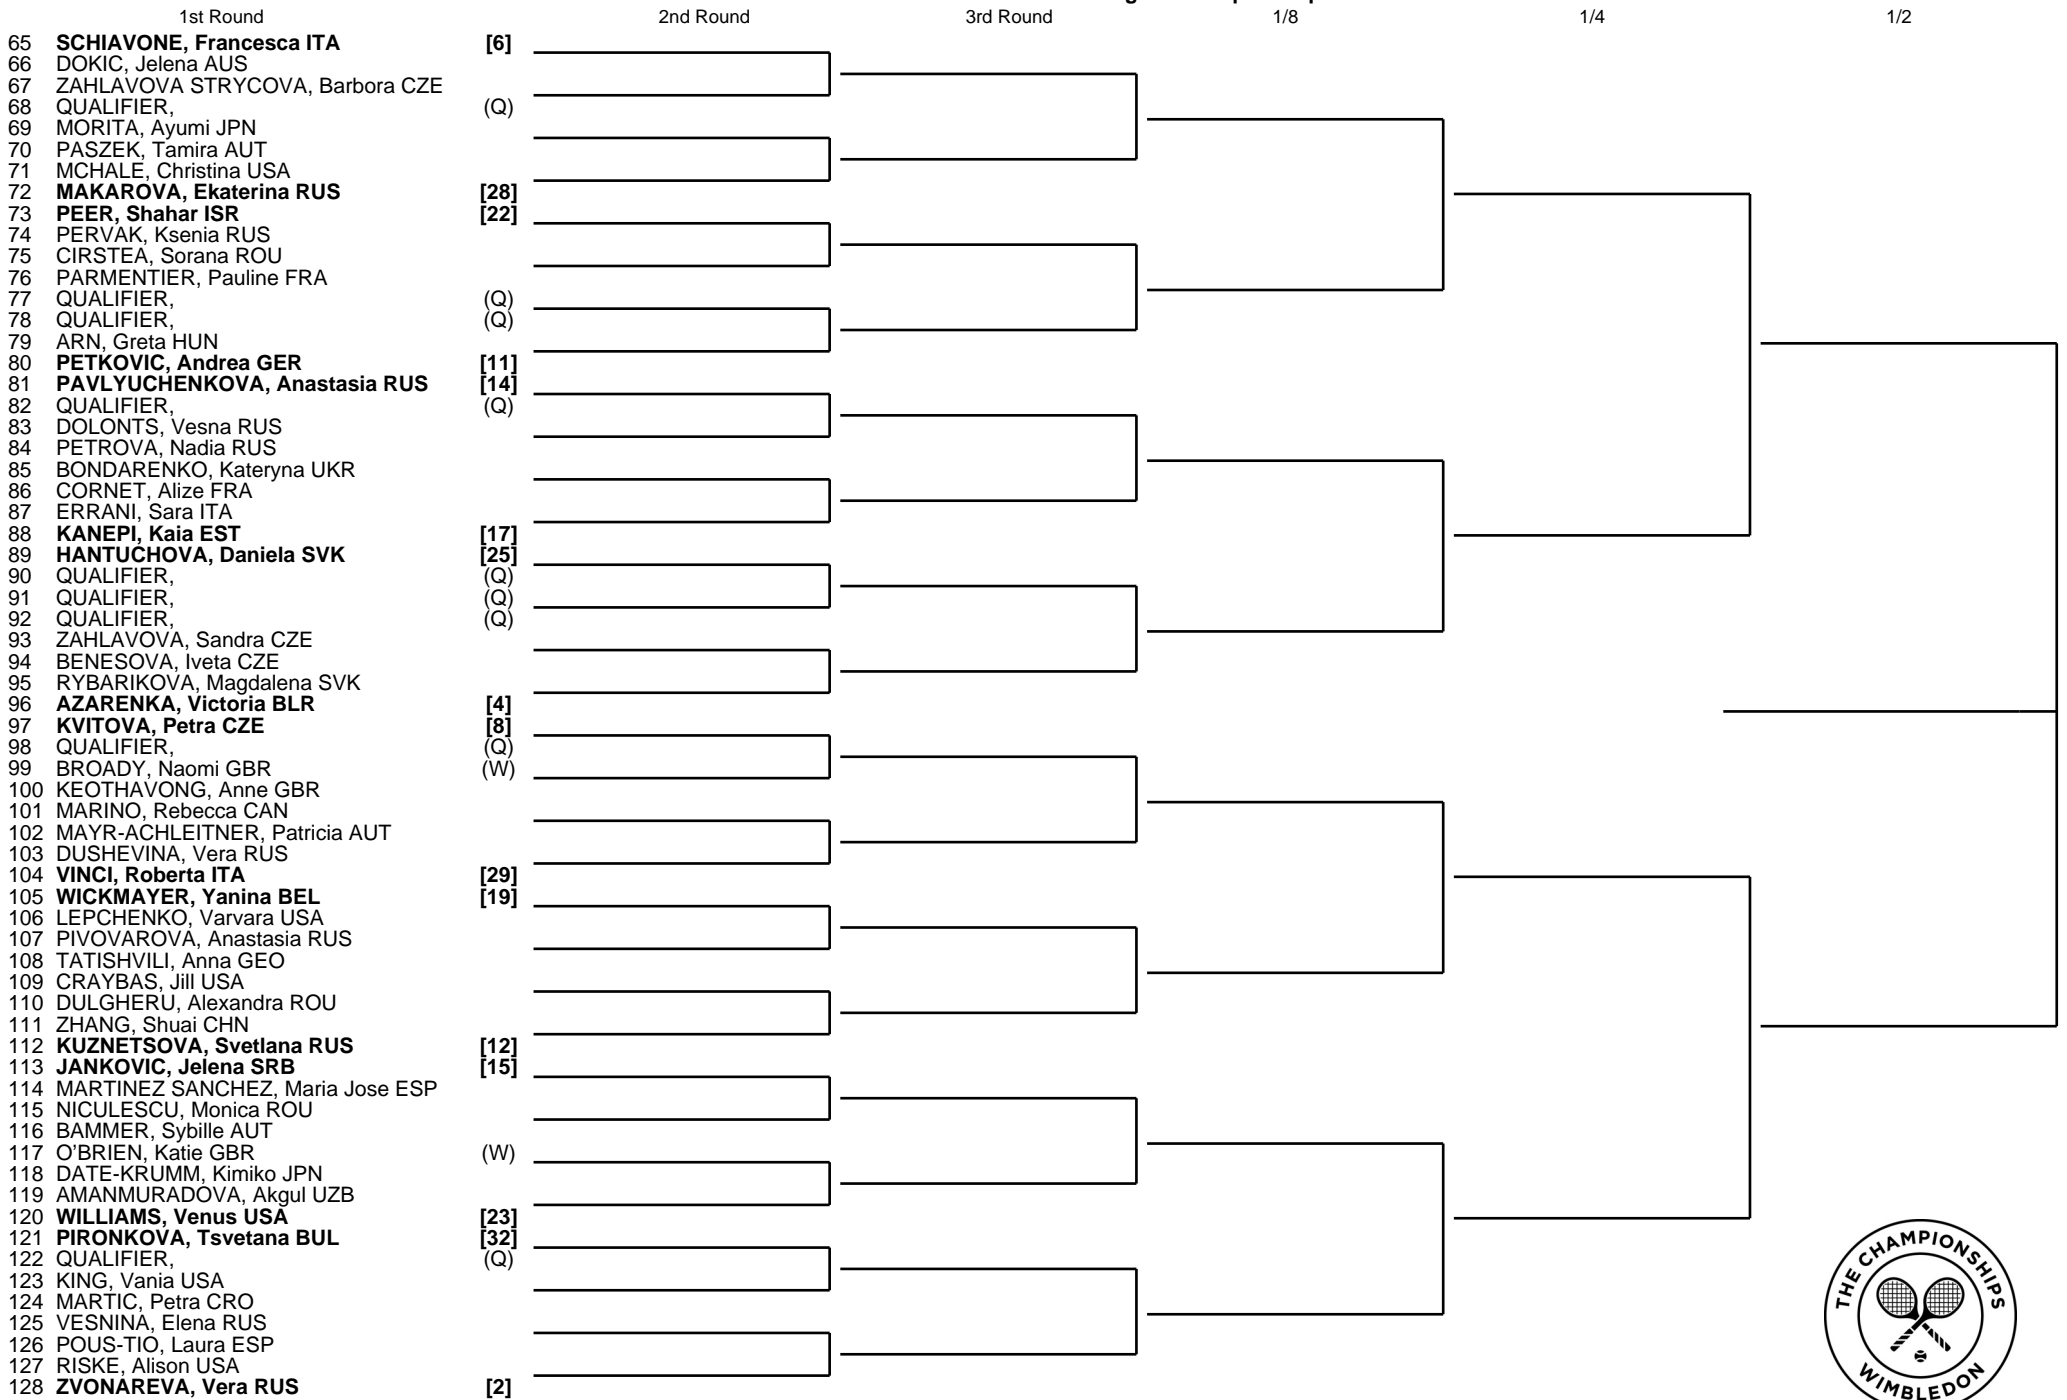 1st Round 2nd Round 3rd Round 1/8 1/4 1/2
65 SCHIAVONE, Francesca ITA [6]
66 DOKIC, Jelena AUS
67 ZAHLAVOVA STRYCOVA, Barbora CZE
68 QUALIFIER, (Q)
69 MORITA, Ayumi JPN
70 PASZEK, Tamira AUT
71 MCHALE, Christina USA
72 MAKAROVA, Ekaterina RUS [28]
73 PEER, Shahar ISR [22]
74 PERVAK, Ksenia RUS
75 CIRSTEA, Sorana ROU
76 PARMENTIER, Pauline FRA
77 QUALIFIER, (Q)
78 QUALIFIER, (Q)
79 ARN, Greta HUN
80 PETKOVIC, Andrea GER [11]
81 PAVLYUCHENKOVA, Anastasia RUS [14]
82 QUALIFIER, (Q)
83 DOLONTS, Vesna RUS
84 PETROVA, Nadia RUS
85 BONDARENKO, Kateryna UKR
86 CORNET, Alize FRA
87 ERRANI, Sara ITA
88 KANEPI, Kaia EST [17]
89 HANTUCHOVA, Daniela SVK [25]
90 QUALIFIER, (Q)
91 QUALIFIER, (Q)
92 QUALIFIER, (Q)
93 ZAHLAVOVA, Sandra CZE
94 BENESOVA, Iveta CZE
95 RYBARIKOVA, Magdalena SVK
96 AZARENKA, Victoria BLR [4]
97 KVITOVA, Petra CZE [8]
98 QUALIFIER, (Q)
99 BROADY, Naomi GBR (W)
100 KEOTHAVONG, Anne GBR
101 MARINO, Rebecca CAN
102 MAYR-ACHLEITNER, Patricia AUT
103 DUSHEVINA, Vera RUS
104 VINCI, Roberta ITA [29]
105 WICKMAYER, Yanina BEL [19]
106 LEPCHENKO, Varvara USA
107 PIVOVAROVA, Anastasia RUS
108 TATISHVILI, Anna GEO
109 CRAYBAS, Jill USA
110 DULGHERU, Alexandra ROU
111 ZHANG, Shuai CHN
112 KUZNETSOVA, Svetlana RUS [12]
113 JANKOVIC, Jelena SRB [15]
114 MARTINEZ SANCHEZ, Maria Jose ESP
115 NICULESCU, Monica ROU
116 BAMMER, Sybille AUT
117 O'BRIEN, Katie GBR (W)
118 DATE-KRUMM, Kimiko JPN
119 AMANMURADOVA, Akgul UZB
120 WILLIAMS, Venus USA [23]
121 PIRONKOVA, Tsvetana BUL [32]
122 QUALIFIER, (Q)
123 KING, Vania USA
124 MARTIC, Petra CRO
125 VESNINA, Elena RUS
126 POUS-TIO, Laura ESP
127 RISKE, Alison USA
128 ZVONAREVA, Vera RUS [2]
THE CHAMPIONSHIPS
WIMBLEDON